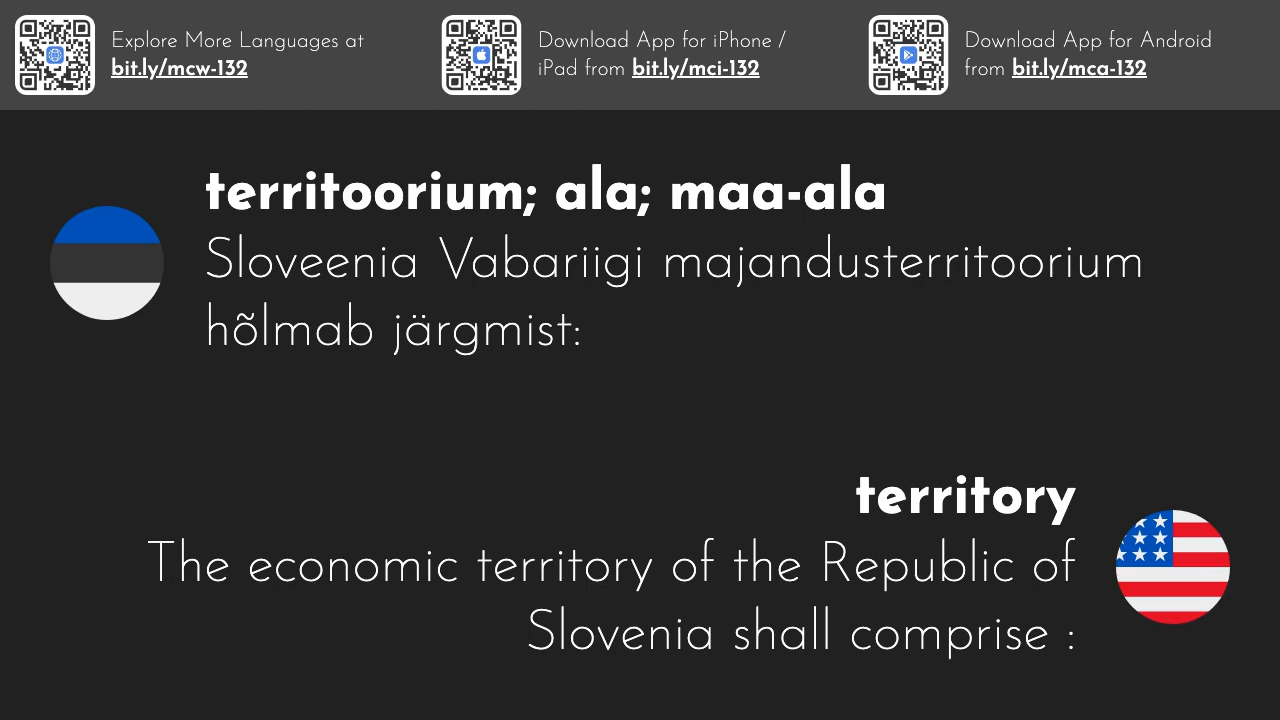 Explore More Languages at
bit.ly/mcw-132
Download App for iPhone /
iPad from bit.ly/mci-132
Download App for Android
from bit.ly/mca-132
territoorium; ala; maa-ala
Sloveenia Vabariigi majandusterritoorium
hõlmab järgmist:
territory
The economic territory of the Republic of
Slovenia shall comprise :